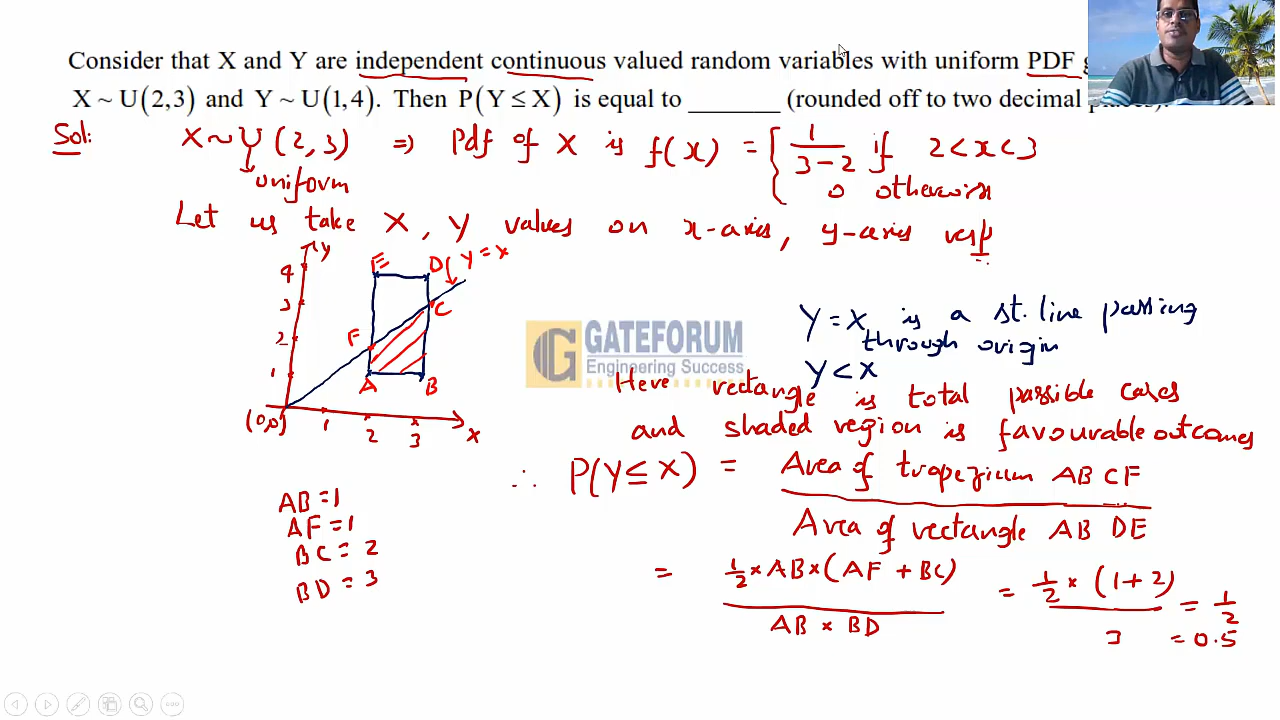 Consider that X and Y are independent continuous valued random variables with uniform PDF
X ~ U(2,3) and Y ~ U(1,4). Then P(Y ≤ X) is equal to ________ (rounded off to two decimal
Sol: X~U(2,3) ⇒ Pdf of X is f(x) = { 1/(3-2) if 2<x<3
uniform
0 otherwise
Let us take X, Y values on x-axis, y-axis resp
y
4
3
2
1
E
D
Y=X
C
F
A
B
(0,0)
1
2
3
x
Y=X is a st. line passing
through origin
Y<X
GATEFORUM
Engineering Success
Here rectangle is total passible cases
and shaded region is favourable outcomes
∴ P(Y≤X) = Area of trapezium ABCF / Area of rectangle ABDE
AB=1
AF=1
BC=2
BD=3
= 1/2×AB×(AF+BC) / AB×BD = 1/2×(1+2) / 3 = 1/2
=0.5